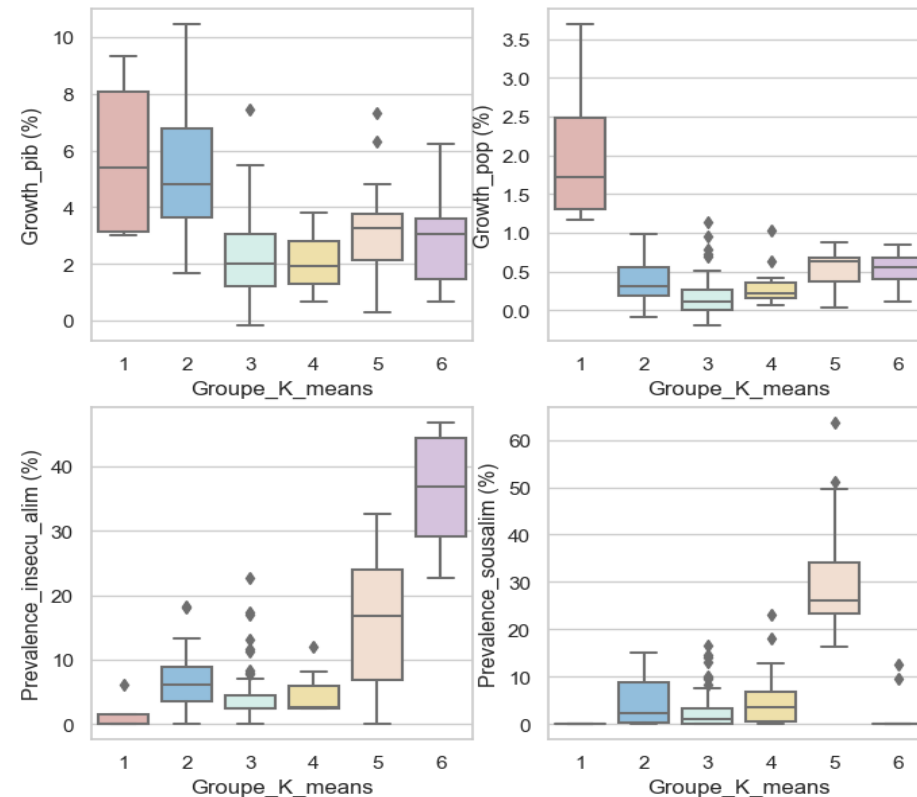 Growth_pib (%)
10
8
6
4
2
0
1 2 3 4 5 6
Groupe_K_means
Growth_pop (%)
3.5
3.0
2.5
2.0
1.5
1.0
0.5
0.0
1 2 3 4 5 6
Groupe_K_means
Prevalence_insecu_alim (%)
40
30
20
10
0
1 2 3 4 5 6
Groupe_K_means
Prevalence_sousalim (%)
60
50
40
30
20
10
0
1 2 3 4 5 6
Groupe_K_means